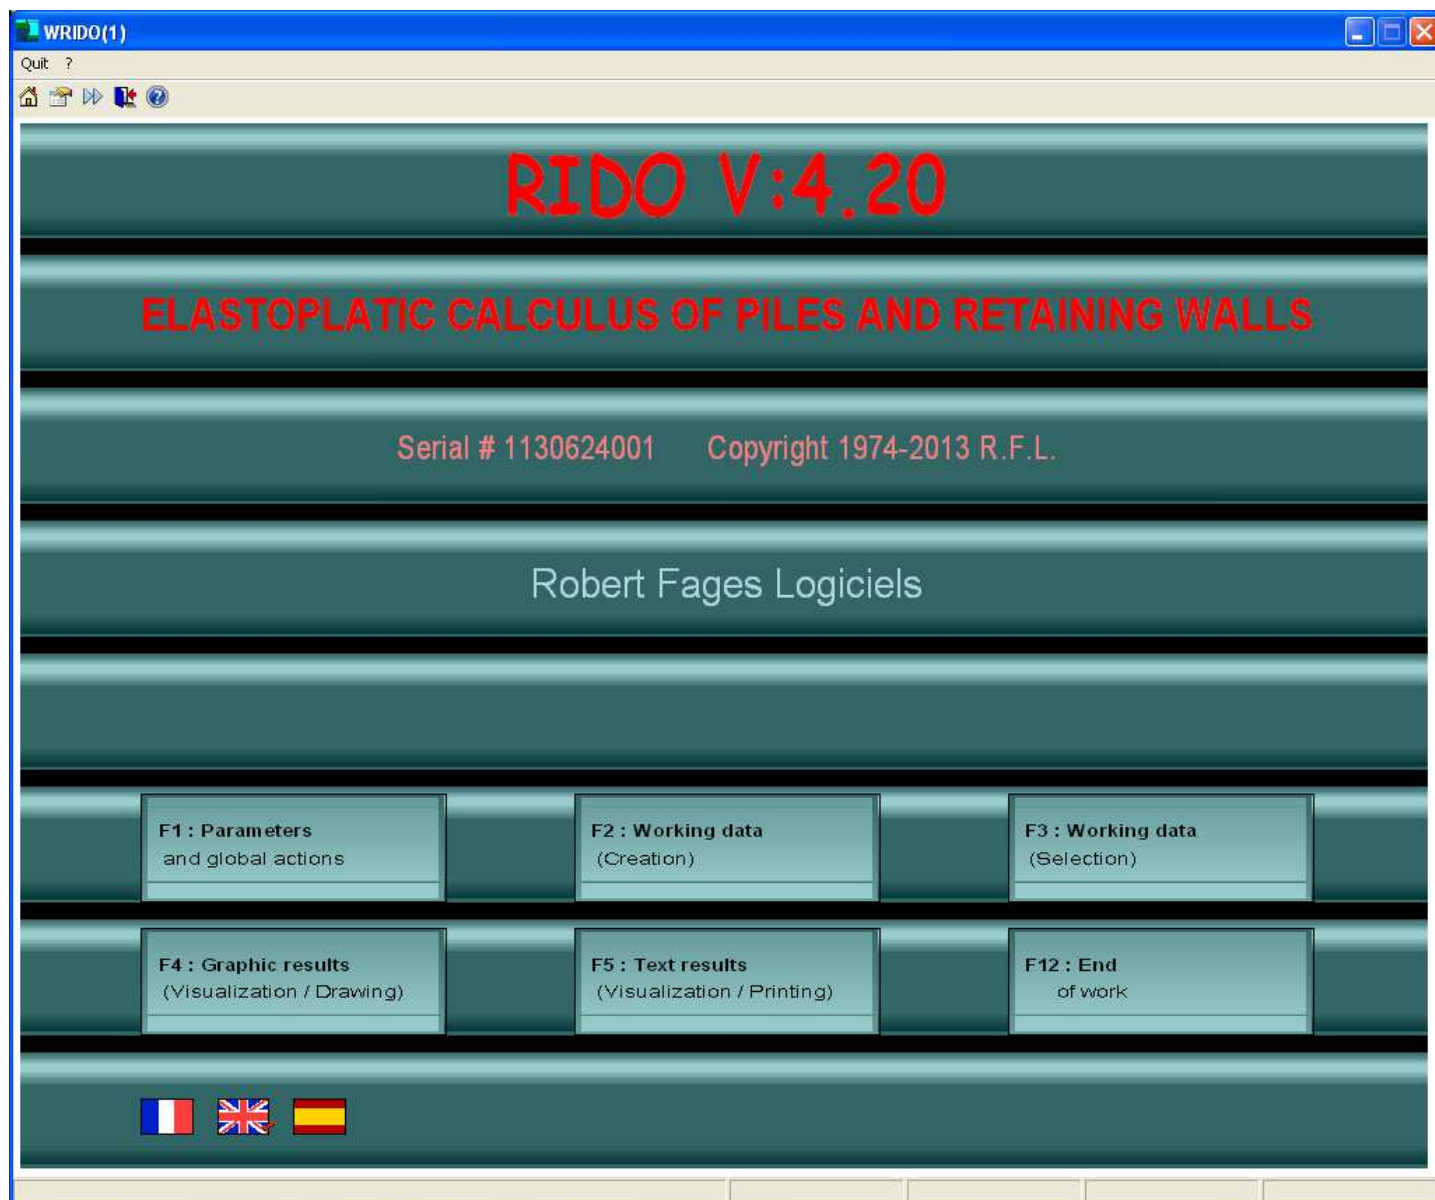 WRIDO(1)
Quit ?
RIDO V:4.20
ELASTOPLATIC CALCULUS OF PILES AND RETAINING WALLS
Serial # 1130624001 Copyright 1974-2013 R.F.L.
Robert Fages Logiciels
F1 : Parameters
and global actions
F2 : Working data
(Creation)
F3 : Working data
(Selection)
F4 : Graphic results
(Visualization / Drawing)
F5 : Text results
(Visualization / Printing)
F12 : End
of work